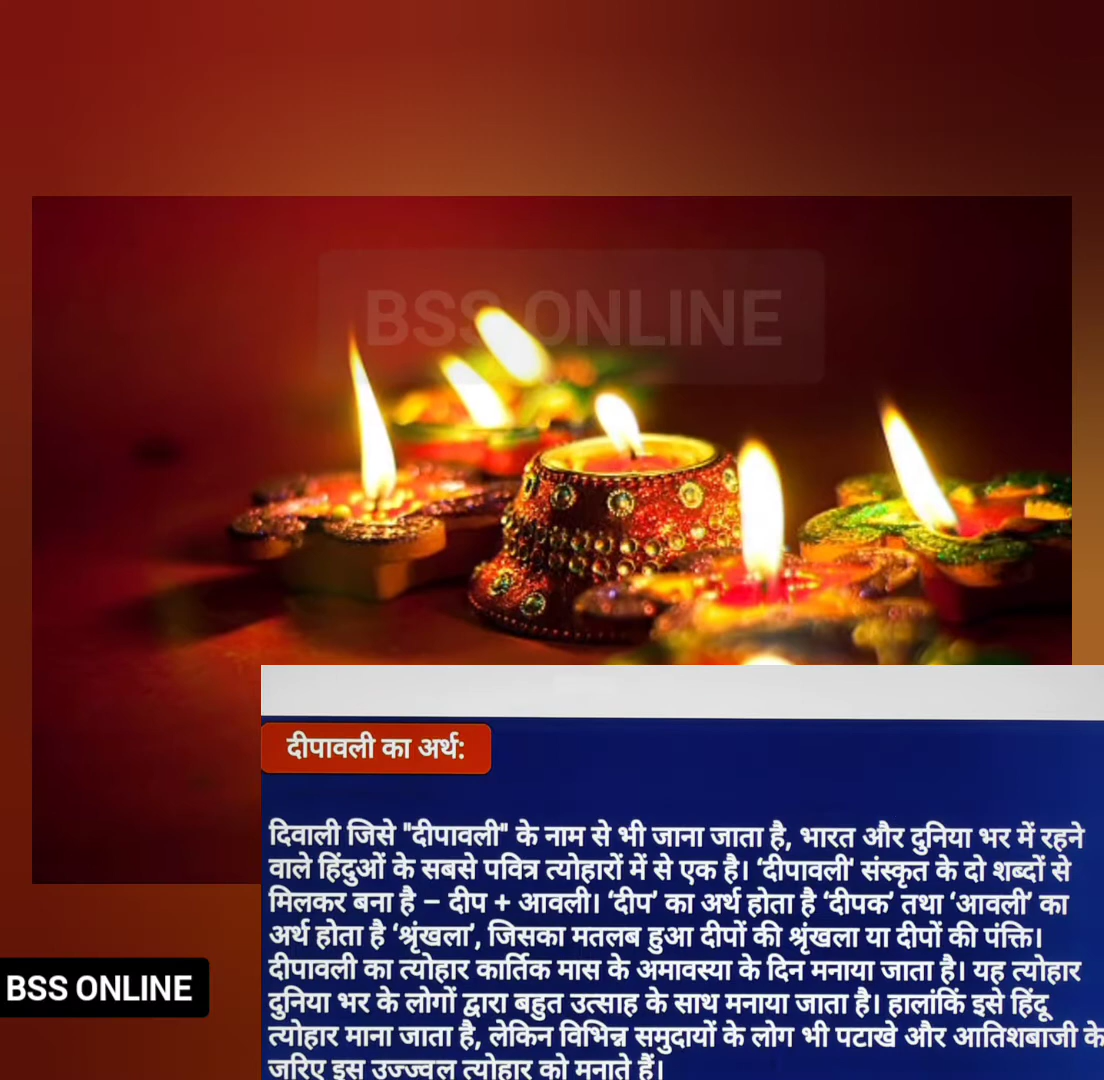 BSS ONLINE
दीपावली का अर्थ:
दिवाली जिसे "दीपावली" के नाम से भी जाना जाता है, भारत और दुनिया भर में रहने
वाले हिंदुओं के सबसे पवित्र त्योहारों में से एक है। ‘दीपावली' संस्कृत के दो शब्दों से
मिलकर बना है – दीप + आवली। ‘दीप’ का अर्थ होता है ‘दीपक’ तथा ‘आवली’ का
अर्थ होता है ‘श्रृंखला’, जिसका मतलब हुआ दीपों की श्रृंखला या दीपों की पंक्ति।
दीपावली का त्योहार कार्तिक मास के अमावस्या के दिन मनाया जाता है। यह त्योहार
दुनिया भर के लोगों द्वारा बहुत उत्साह के साथ मनाया जाता है। हालांकि इसे हिंदू
त्योहार माना जाता है, लेकिन विभिन्न समुदायों के लोग भी पटाखे और आतिशबाजी के
जरिए इस उज्ज्वल त्योहार को मनाते हैं।
BSS ONLINE